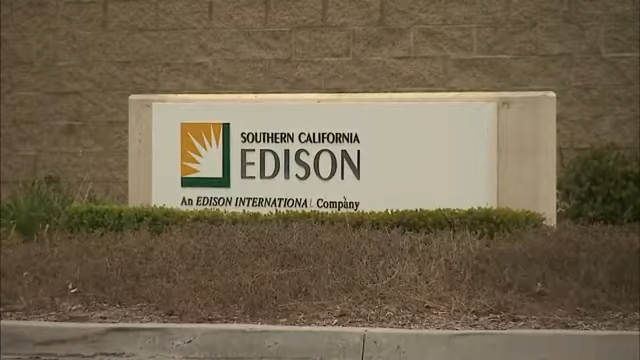 SOUTHERN CALIFORNIA
EDISON
An EDISON INTERNATIONAL Company